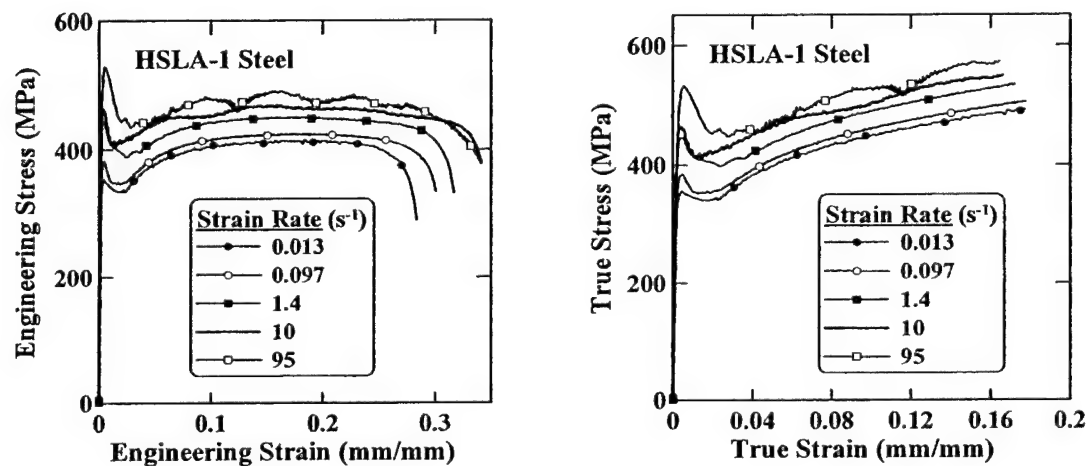 600
HSLA-1 Steel
400
200
0
Engineering Stress (MPa)
Strain Rate (s⁻¹)
0.013
0.097
1.4
10
95
0 0.1 0.2 0.3
Engineering Strain (mm/mm)
600
HSLA-1 Steel
400
200
0
True Stress (MPa)
Strain Rate (s⁻¹)
0.013
0.097
1.4
10
95
0 0.04 0.08 0.12 0.16 0.2
True Strain (mm/mm)